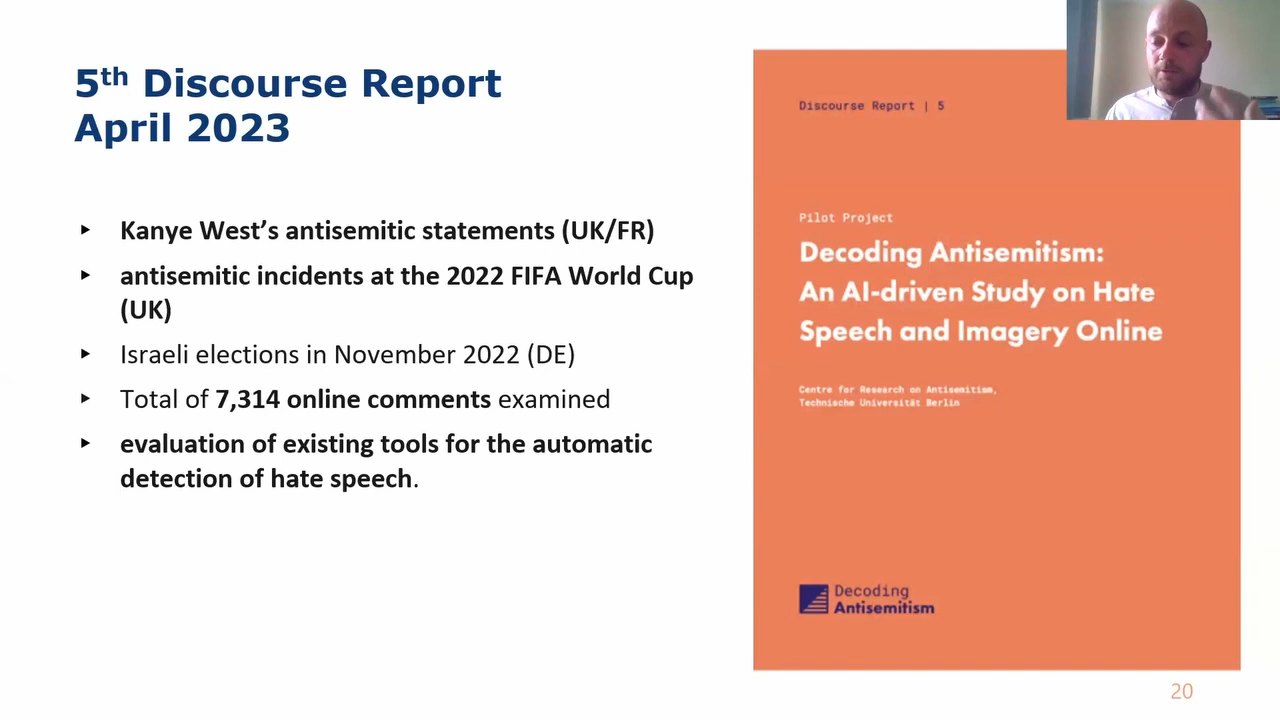 5th Discourse Report
April 2023
‣ Kanye West’s antisemitic statements (UK/FR)
‣ antisemitic incidents at the 2022 FIFA World Cup
(UK)
‣ Israeli elections in November 2022 (DE)
‣ Total of 7,314 online comments examined
‣ evaluation of existing tools for the automatic
detection of hate speech.
Discourse Report | 5
Pilot Project
Decoding Antisemitism:
An AI-driven Study on Hate
Speech and Imagery Online
Centre for Research on Antisemitism,
Technische Universität Berlin
Decoding
Antisemitism
20